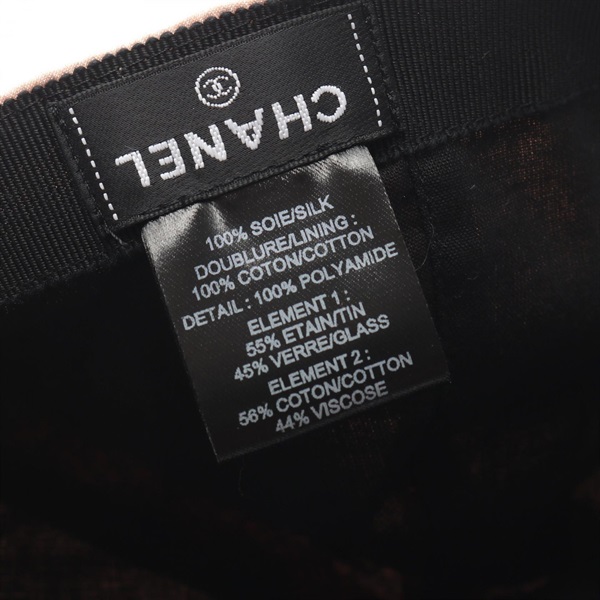 CHANEL
100% SOIE/SILK
DOUBLURE/LINING :
100% COTON/COTTON
DETAIL : 100% POLYAMIDE
ELEMENT 1 :
55% ETAIN/TIN
45% VERRE/GLASS
ELEMENT 2 :
56% COTON/COTTON
44% VISCOSE